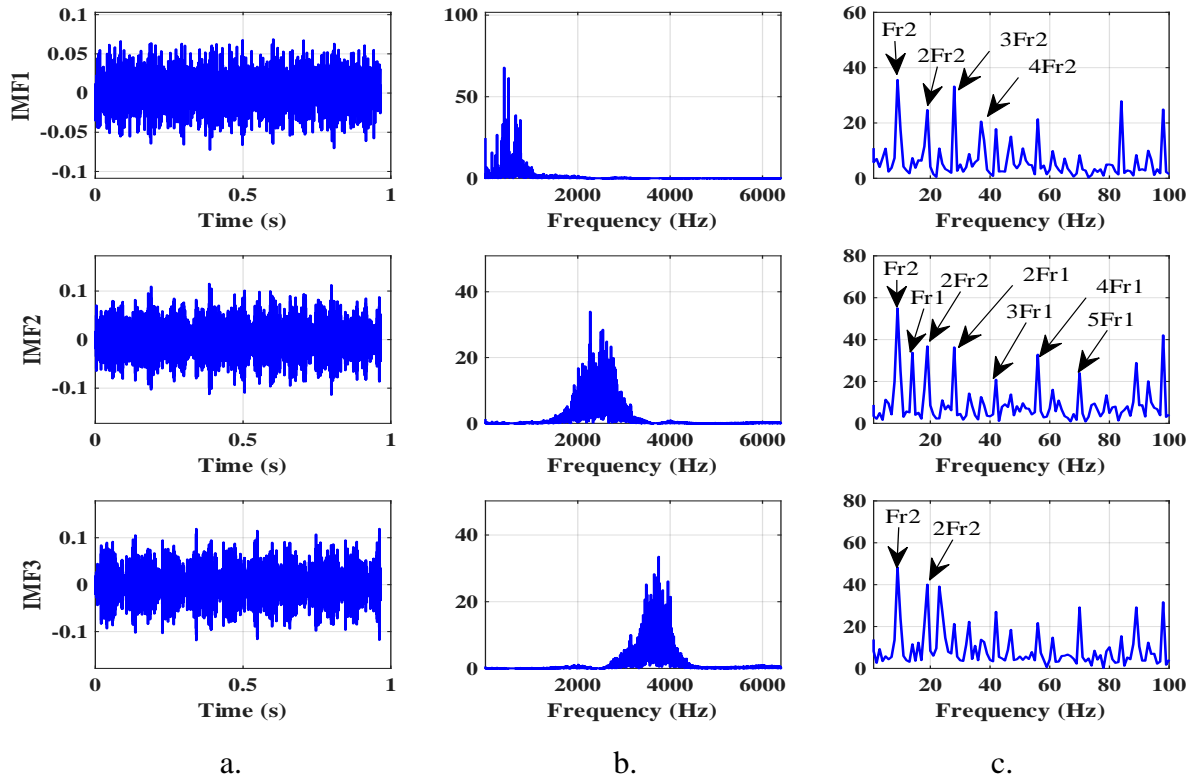 0.1
0.05
0
-0.05
-0.1
IMF1
0 0.5 1
Time (s)
100
50
0
2000 4000 6000
Frequency (Hz)
60
40
20
0
20 40 60 80 100
Frequency (Hz)
Fr2
2Fr2
3Fr2
4Fr2
0.1
0
-0.1
IMF2
0 0.5 1
Time (s)
40
20
0
2000 4000 6000
Frequency (Hz)
80
60
40
20
0
20 40 60 80 100
Frequency (Hz)
Fr2
Fr1
2Fr2
2Fr1
3Fr1
4Fr1
5Fr1
0.1
0
-0.1
IMF3
0 0.5 1
Time (s)
40
20
0
2000 4000 6000
Frequency (Hz)
80
60
40
20
0
20 40 60 80 100
Frequency (Hz)
Fr2
2Fr2
a. b. c.